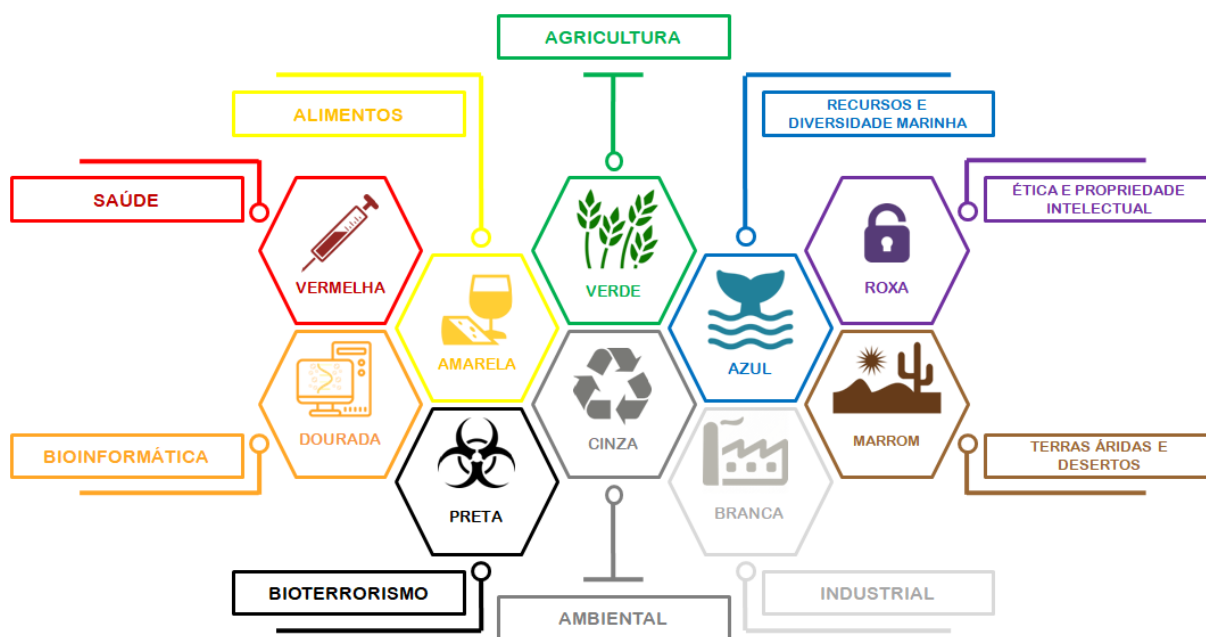 AGRICULTURA
ALIMENTOS
RECURSOS E
DIVERSIDADE MARINHA
SAÚDE
ÉTICA E PROPRIEDADE
INTELECTUAL
VERMELHA
VERDE
ROXA
AMARELA
AZUL
DOURADA
CINZA
MARROM
BIOINFORMÁTICA
TERRAS ÁRIDAS E
DESERTOS
PRETA
BRANCA
BIOTERRORISMO
INDUSTRIAL
AMBIENTAL